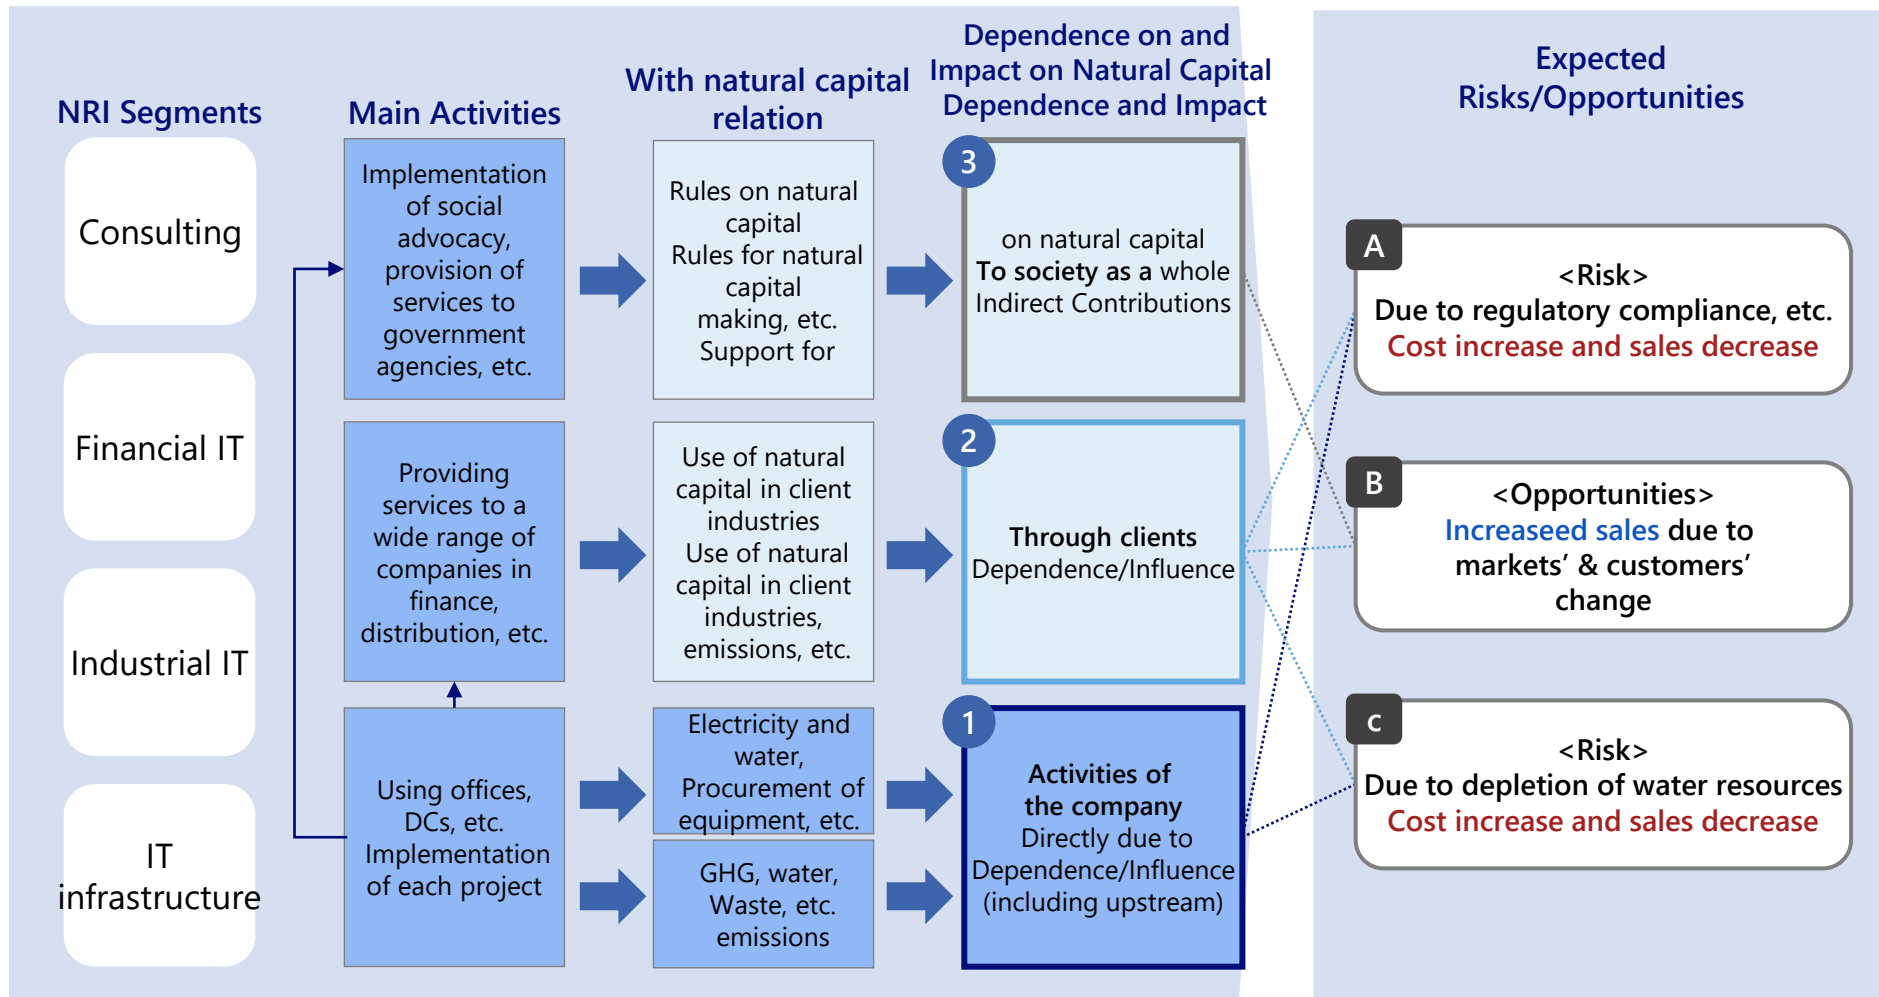 NRI Segments
Consulting
Financial IT
Industrial IT
IT
infrastructure
Main Activities
Implementation
of social
advocacy,
provision of
services to
government
agencies, etc.
Providing
services to a
wide range of
companies in
finance,
distribution, etc.
Using offices,
DCs, etc.
Implementation
of each project
With natural capital
relation
Rules on natural
capital
Rules for natural
capital
making, etc.
Support for
Use of natural
capital in client
industries
Use of natural
capital in client
industries,
emissions, etc.
Electricity and
water,
Procurement of
equipment, etc.
GHG, water,
Waste, etc.
emissions
Dependence on and
Impact on Natural Capital
Dependence and Impact
3
on natural capital
To society as a whole
Indirect Contributions
2
Through clients
Dependence/Influence
1
Activities of
the company
Directly due to
Dependence/Influence
(including upstream)
Expected
Risks/Opportunities
A
<Risk>
Due to regulatory compliance, etc.
Cost increase and sales decrease
B
<Opportunities>
Increaseed sales due to
markets’ & customers’
change
c
<Risk>
Due to depletion of water resources
Cost increase and sales decrease